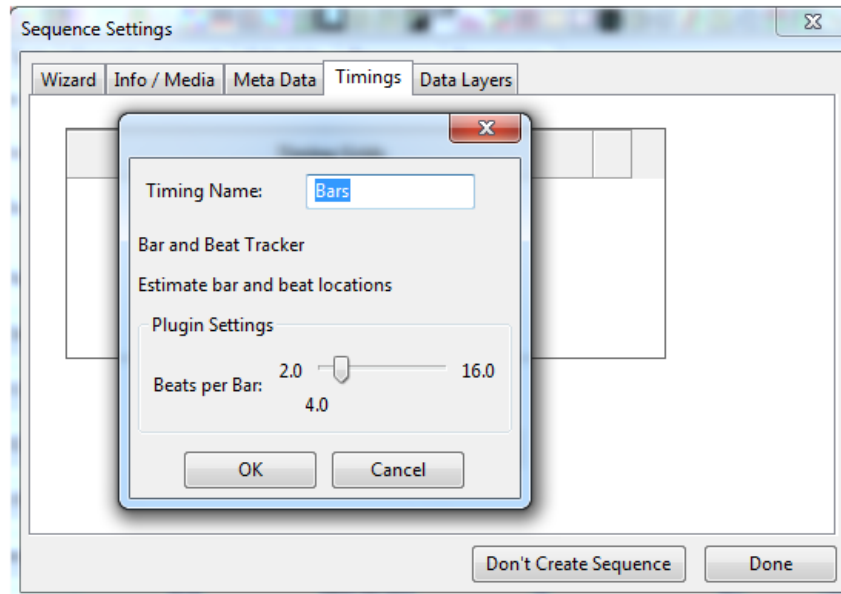 Sequence Settings
Wizard
Info / Media
Meta Data
Timings
Data Layers
Timing Name:
Bars
Bar and Beat Tracker
Estimate bar and beat locations
Plugin Settings
Beats per Bar:
2.0
16.0
4.0
OK
Cancel
Don't Create Sequence
Done